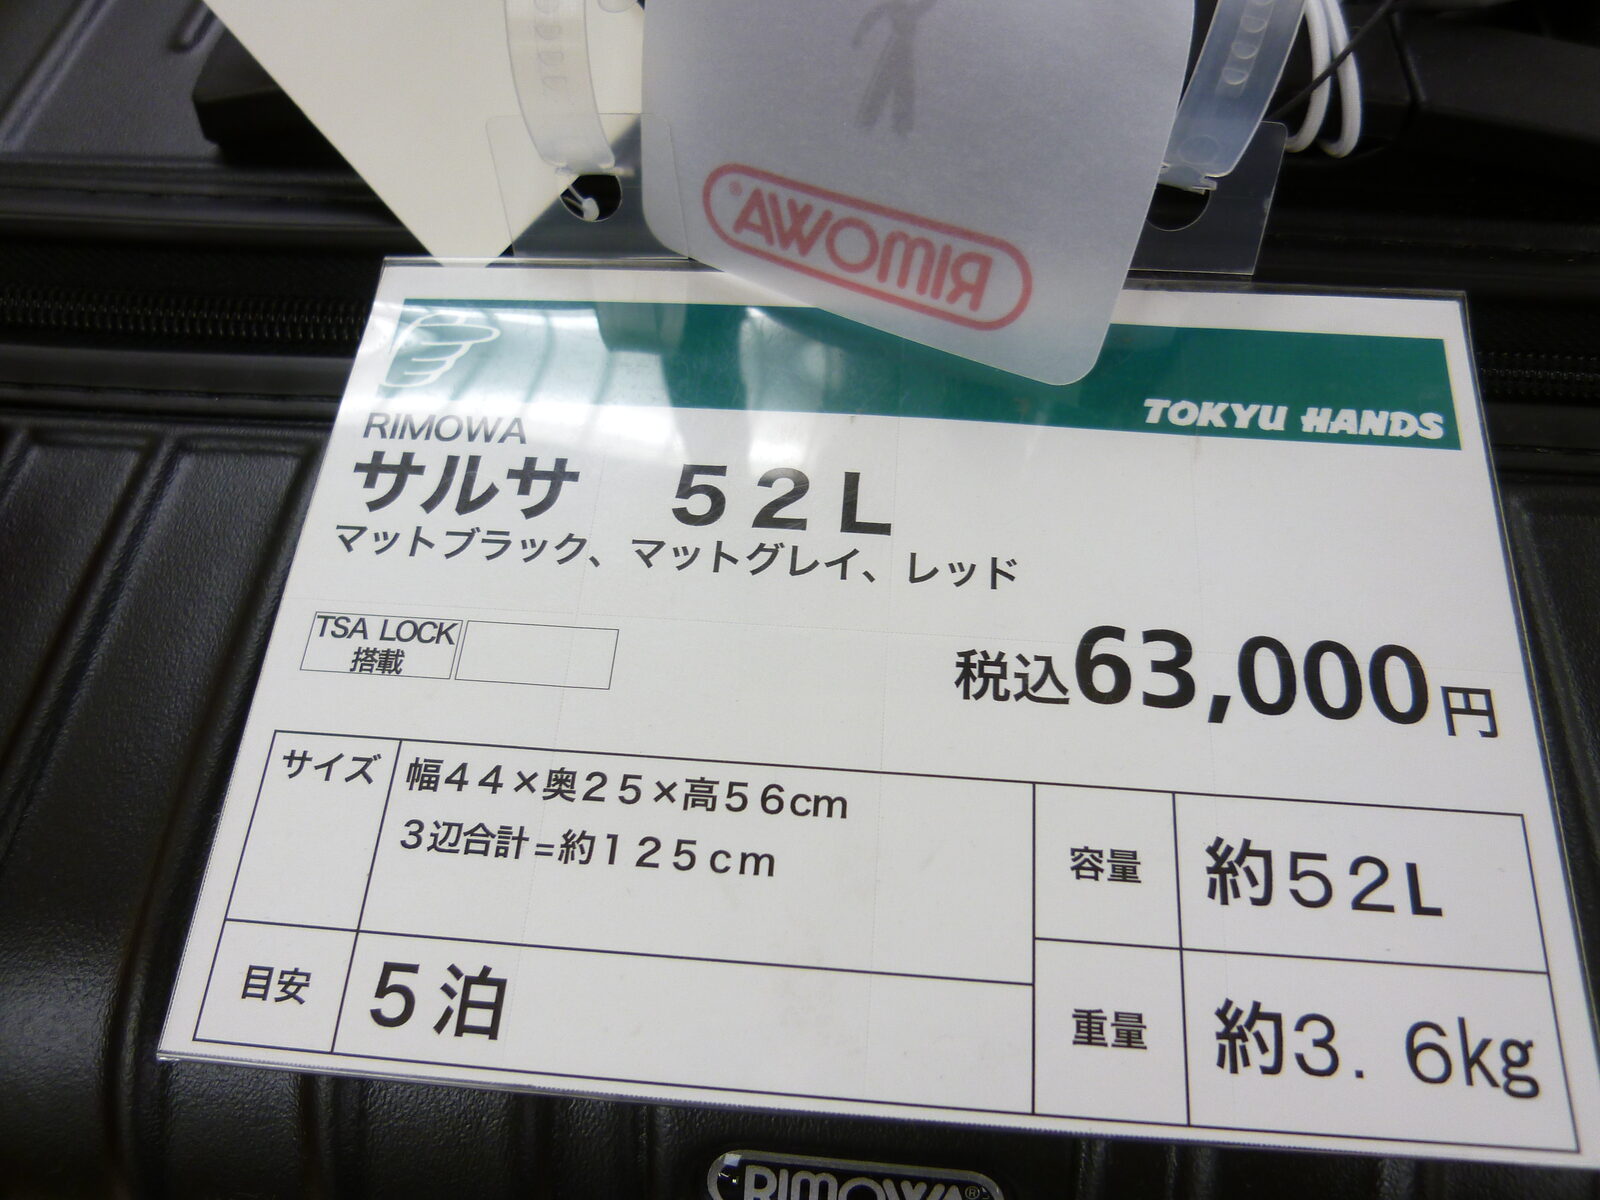 RIMOWA
TOKYU HANDS
RIMOWA
サルサ　５２L
マットブラック、マットグレイ、レッド
TSA LOCK
搭載
税込63,000円
サイズ
幅４４×奥２５×高５６cm
３辺合計=約１２５cm
容量
約５２L
目安
５泊
重量
約３．６kg
RIMOWA®